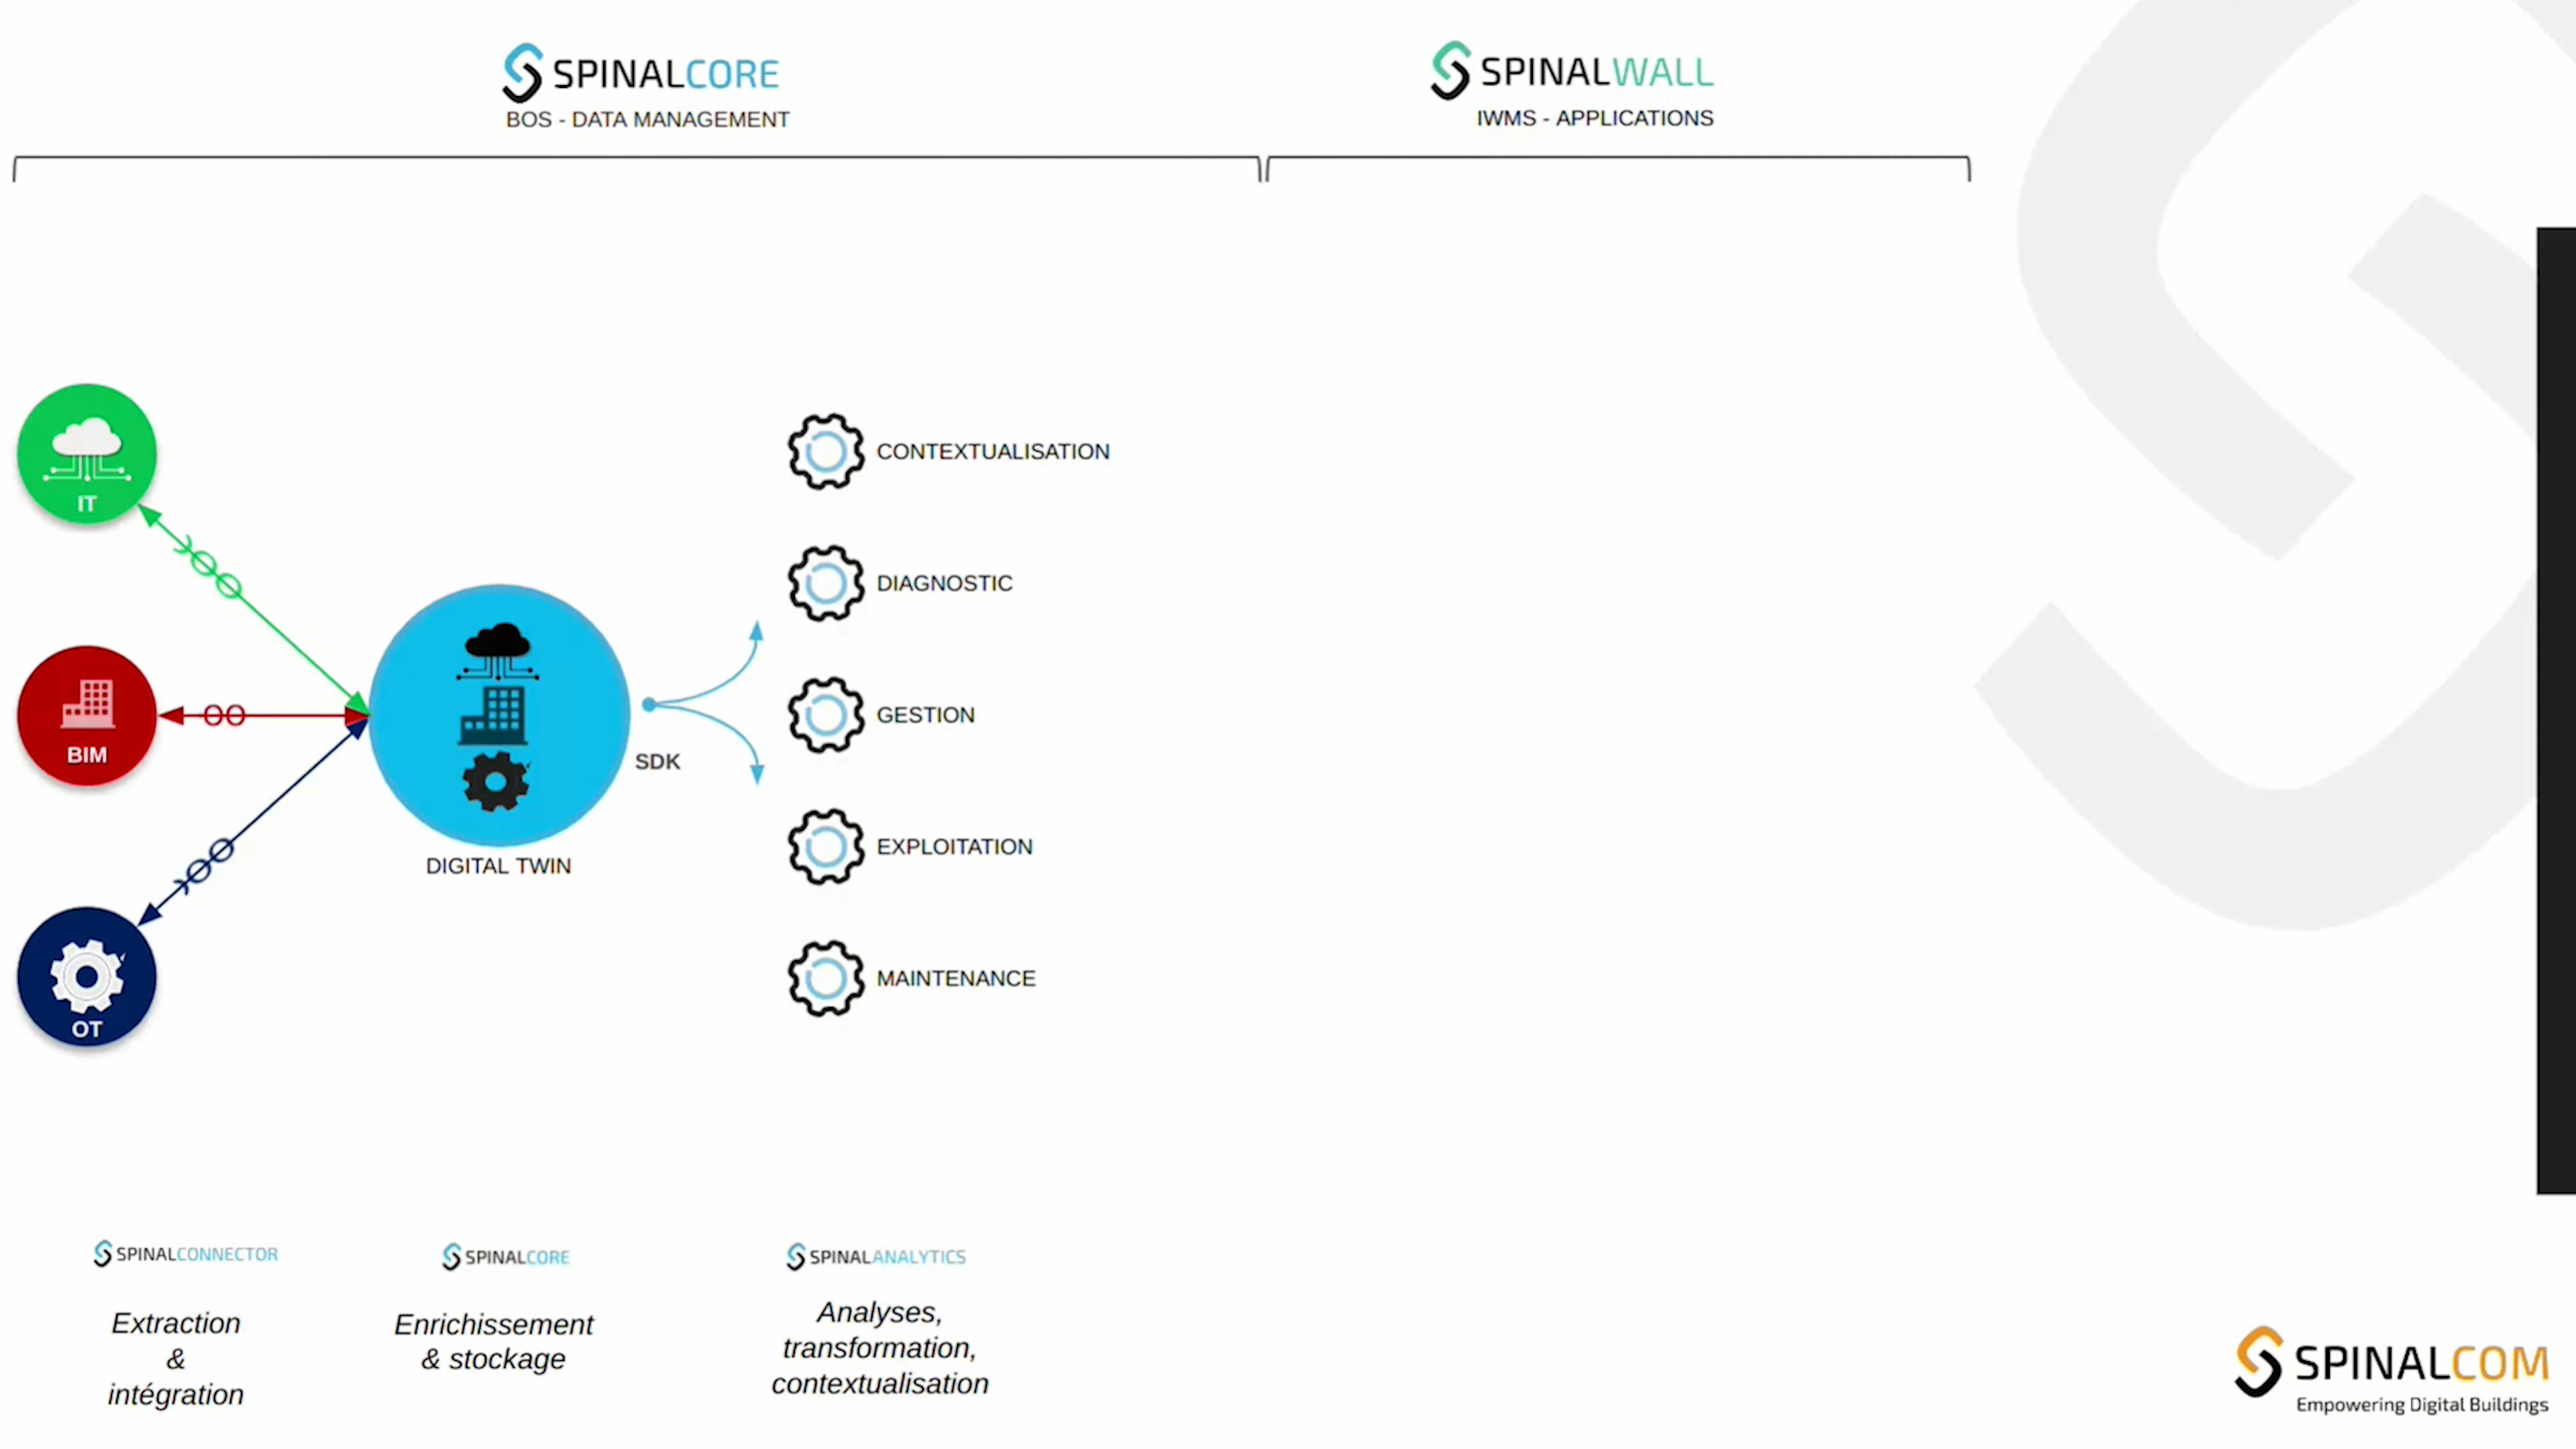 SPINALCORE
BOS - DATA MANAGEMENT
SPINALWALL
IWMS - APPLICATIONS
IT
BIM
OT
DIGITAL TWIN
SDK
CONTEXTUALISATION
DIAGNOSTIC
GESTION
EXPLOITATION
MAINTENANCE
SPINALCONNECTOR
Extraction
&
intégration
SPINALCORE
Enrichissement
& stockage
SPINALANALYTICS
Analyses,
transformation,
contextualisation
SPINALCOM
Empowering Digital Buildings